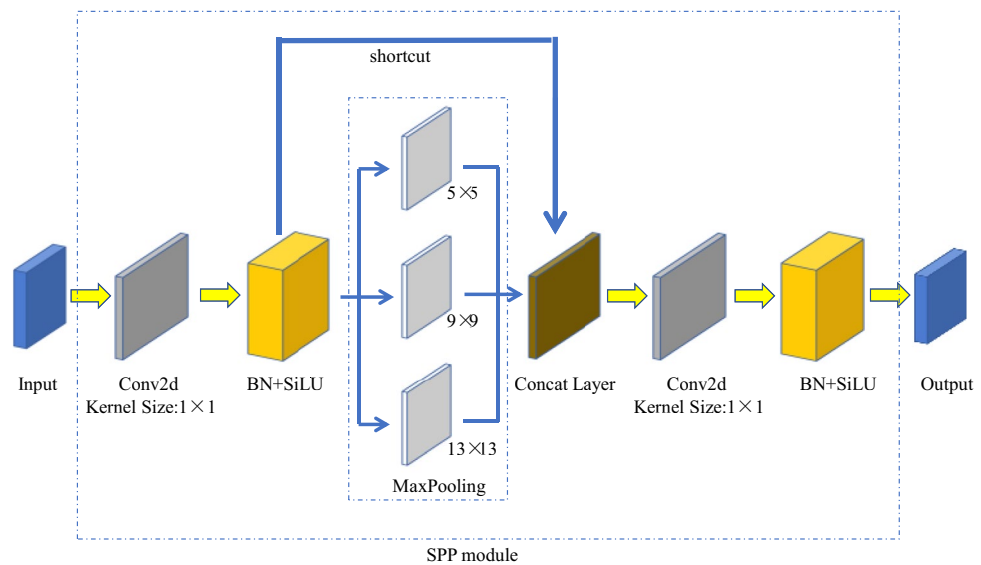 shortcut
5×5
9×9
13×13
MaxPooling
Input
Conv2d
Kernel Size:1×1
BN+SiLU
Concat Layer
Conv2d
Kernel Size:1×1
BN+SiLU
Output
SPP module